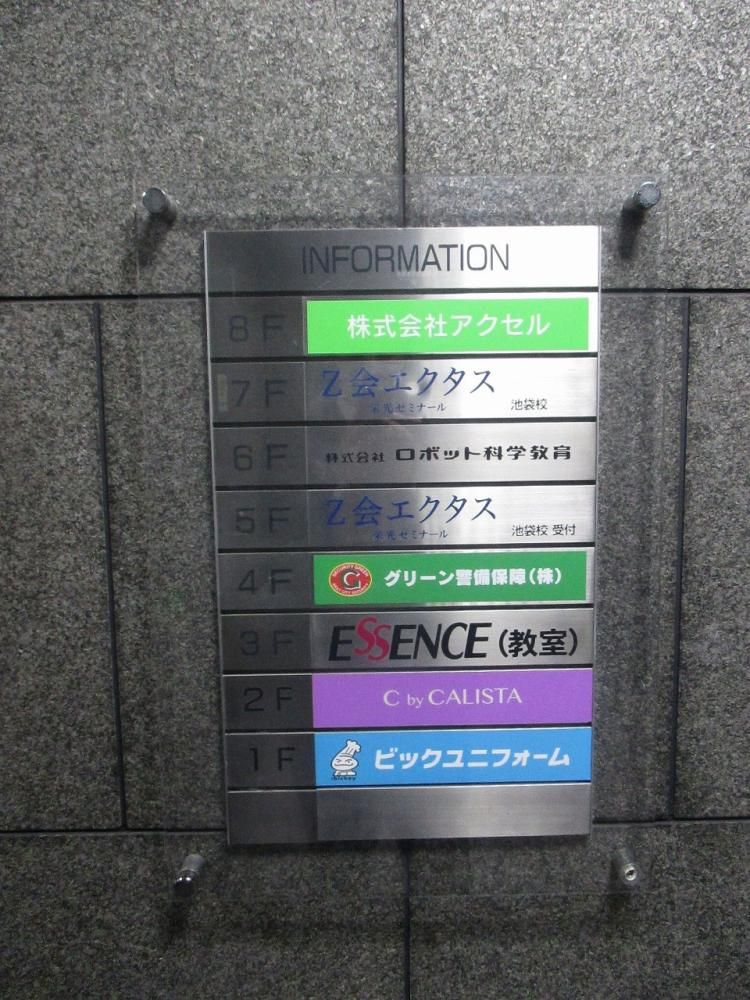 INFORMATION
8F 株式会社アクセル
7F Z会エクタス
栄光ゼミナール 池袋校
6F 株式会社 ロボット科学教育
5F Z会エクタス
栄光ゼミナール 池袋校 受付
4F グリーン警備保障(株)
3F ESSENCE(教室)
2F C by CALISTA
1F ビックユニフォーム